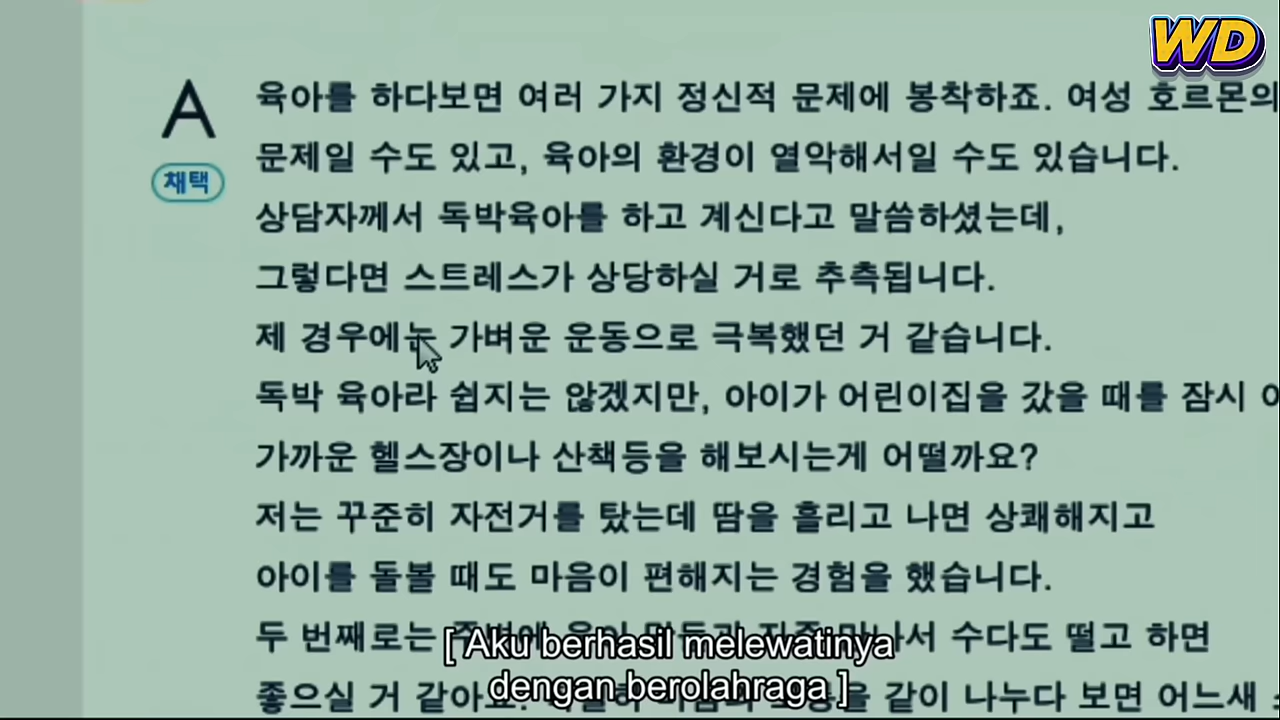 WD
A 육아를 하다보면 여러 가지 정신적 문제에 봉착하죠. 여성 호르몬의
채택 문제일 수도 있고, 육아의 환경이 열악해서일 수도 있습니다.
상담자께서 독박육아를 하고 계신다고 말씀하셨는데,
그렇다면 스트레스가 상당하실 거로 추측됩니다.
제 경우에는 가벼운 운동으로 극복했던 거 같습니다.
독박 육아라 쉽지는 않겠지만, 아이가 어린이집을 갔을 때를 잠시
가까운 헬스장이나 산책등을 해보시는게 어떨까요?
저는 꾸준히 자전거를 탔는데 땀을 흘리고 나면 상쾌해지고
아이를 돌볼 때도 마음이 편해지는 경험을 했습니다.
두 번째로는 수다도 떨고 하면
좋으실 거 같아요. 같이 나누다 보면 어느새
[ Aku berhasil melewatinya
dengan berolahraga ]